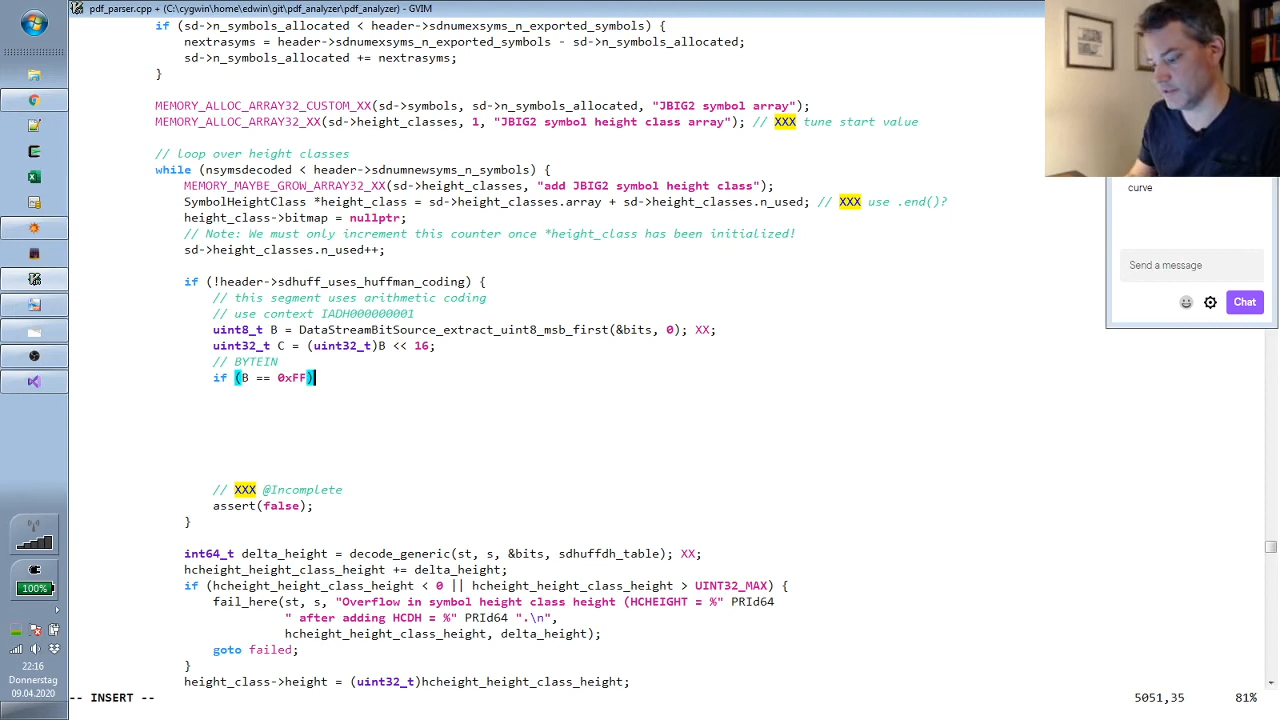 pdf_parser.cpp + (C:\cygwin\home\edwin\git\pdf_analyzer\pdf_analyzer) - GVIM
if (sd->n_symbols_allocated < header->sdnumexsyms_n_exported_symbols) {
nextrasyms = header->sdnumexsyms_n_exported_symbols - sd->n_symbols_allocated;
sd->n_symbols_allocated += nextrasyms;
}
MEMORY_ALLOC_ARRAY32_CUSTOM_XX(sd->symbols, sd->n_symbols_allocated, "JBIG2 symbol array");
MEMORY_ALLOC_ARRAY32_XX(sd->height_classes, 1, "JBIG2 symbol height class array"); // XXX tune start value
// loop over height classes
while (nsymsdecoded < header->sdnumnewsyms_n_symbols) {
MEMORY_MAYBE_GROW_ARRAY32_XX(sd->height_classes, "add JBIG2 symbol height class");
SymbolHeightClass *height_class = sd->height_classes.array + sd->height_classes.n_used; // XXX use .end()?
height_class->bitmap = nullptr;
// Note: We must only increment this counter once *height_class has been initialized!
sd->height_classes.n_used++;
if (!header->sdhuff_uses_huffman_coding) {
// this segment uses arithmetic coding
// use context IADH000000001
uint8_t B = DataStreamBitSource_extract_uint8_msb_first(&bits, 0); XX;
uint32_t C = (uint32_t)B << 16;
// BYTEIN
if (B == 0xFF)
// XXX @Incomplete
assert(false);
}
int64_t delta_height = decode_generic(st, s, &bits, sdhuffdh_table); XX;
hcheight_height_class_height += delta_height;
if (hcheight_height_class_height < 0 || hcheight_height_class_height > UINT32_MAX) {
fail_here(st, s, "Overflow in symbol height class height (HCHEIGHT = %" PRId64
" after adding HCDH = %" PRId64 ".\n",
hcheight_height_class_height, delta_height);
goto failed;
}
height_class->height = (uint32_t)hcheight_height_class_height;
-- INSERT --
5051,35
81%
curve
Send a message
Chat
100%
22:16
Donnerstag
09.04.2020